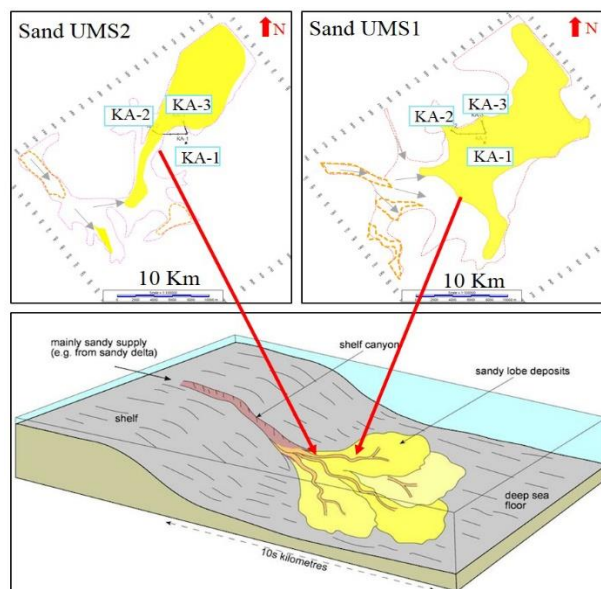 Sand UMS2
N
KA-3
KA-2
KA-1
10 Km
Sand UMS1
N
KA-3
KA-2
KA-1
10 Km
mainly sandy supply
(e.g. from sandy delta)
shelf canyon
sandy lobe deposits
shelf
deep sea
floor
10s kilometres